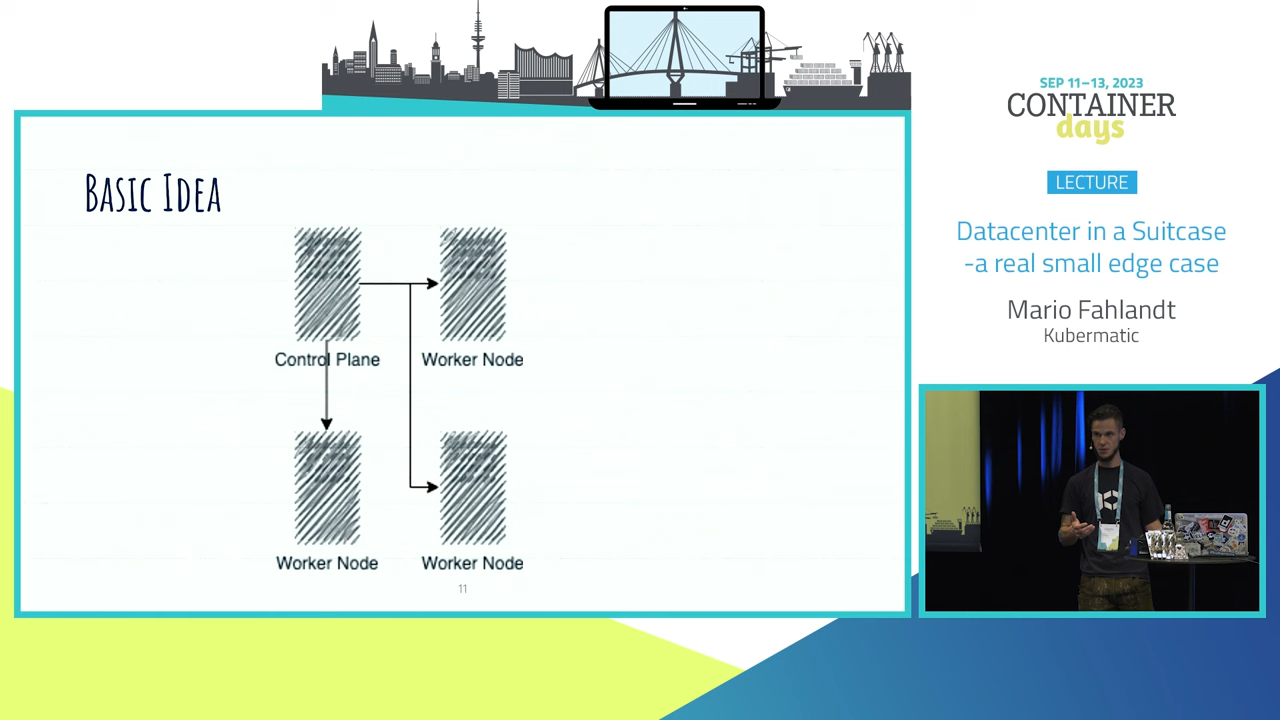 SEP 11–13, 2023
CONTAINER
days
LECTURE
Datacenter in a Suitcase
-a real small edge case
Mario Fahlandt
Kubermatic
Basic Idea
Control Plane
Worker Node
Worker Node
Worker Node
11